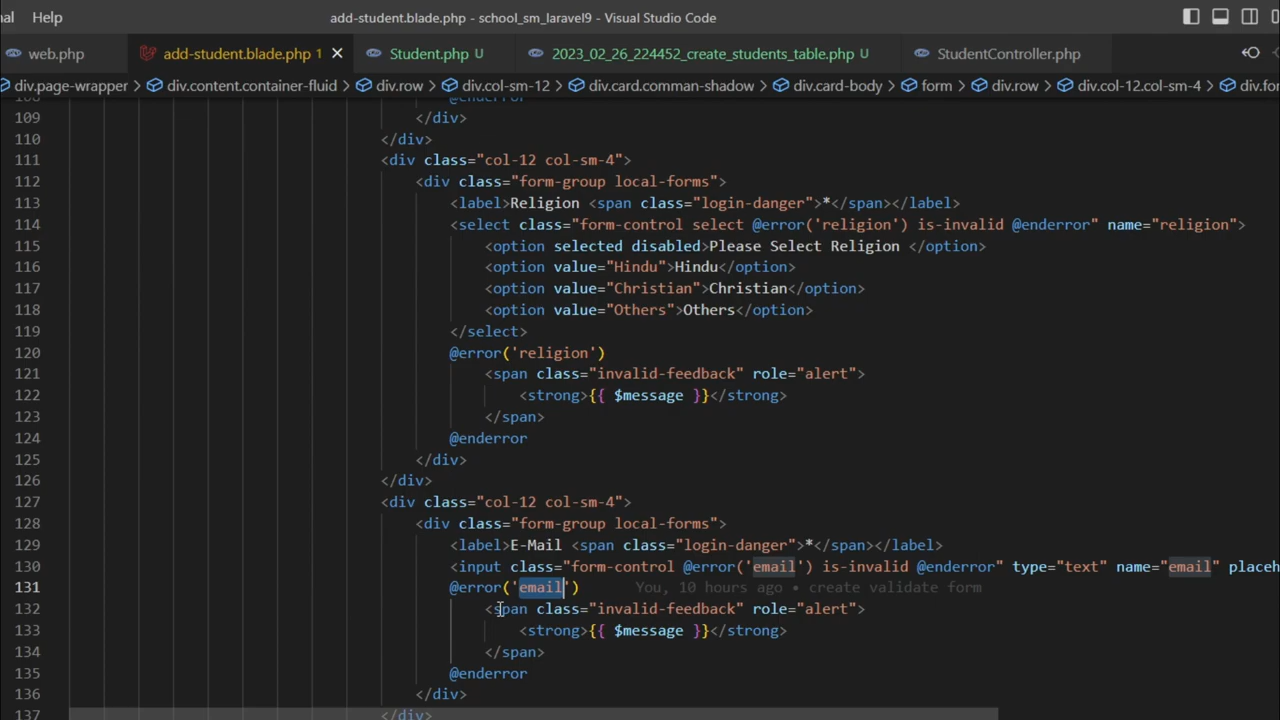 nal Help add-student.blade.php - school_sm_laravel9 - Visual Studio Code
web.php add-student.blade.php 1 Student.php U 2023_02_26_224452_create_students_table.php U StudentController.php
div.page-wrapper > div.content.container-fluid > div.row > div.col-sm-12 > div.card.comman-shadow > div.card-body > form > div.row > div.col-12.col-sm-4 > div.fo
108 @enderror
109 </div>
110 </div>
111 <div class="col-12 col-sm-4">
112 <div class="form-group local-forms">
113 <label>Religion <span class="login-danger">*</span></label>
114 <select class="form-control select @error('religion') is-invalid @enderror" name="religion">
115 <option selected disabled>Please Select Religion </option>
116 <option value="Hindu">Hindu</option>
117 <option value="Christian">Christian</option>
118 <option value="Others">Others</option>
119 </select>
120 @error('religion')
121 <span class="invalid-feedback" role="alert">
122 <strong>{{ $message }}</strong>
123 </span>
124 @enderror
125 </div>
126 </div>
127 <div class="col-12 col-sm-4">
128 <div class="form-group local-forms">
129 <label>E-Mail <span class="login-danger">*</span></label>
130 <input class="form-control @error('email') is-invalid @enderror" type="text" name="email" placeh
131 @error('email') You, 10 hours ago • create validate form
132 <span class="invalid-feedback" role="alert">
133 <strong>{{ $message }}</strong>
134 </span>
135 @enderror
136 </div>
137 </div>